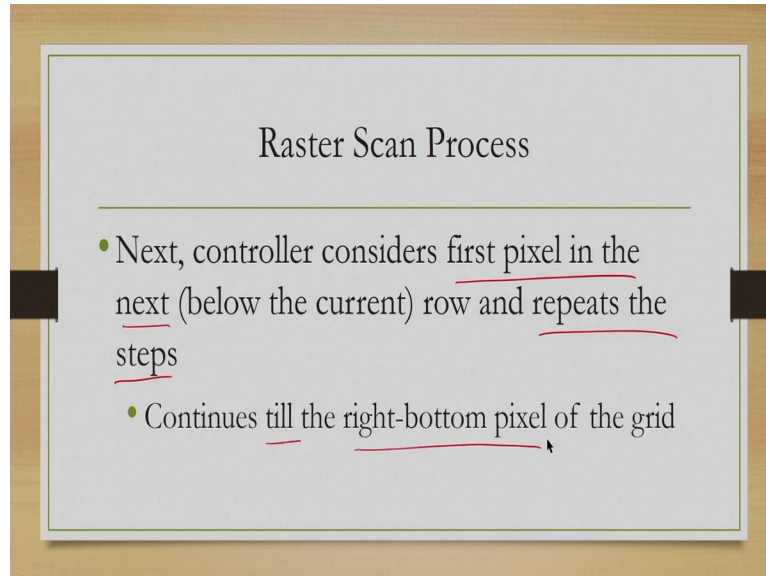 Raster Scan Process
• Next, controller considers first pixel in the
next (below the current) row and repeats the
steps
• Continues till the right-bottom pixel of the grid